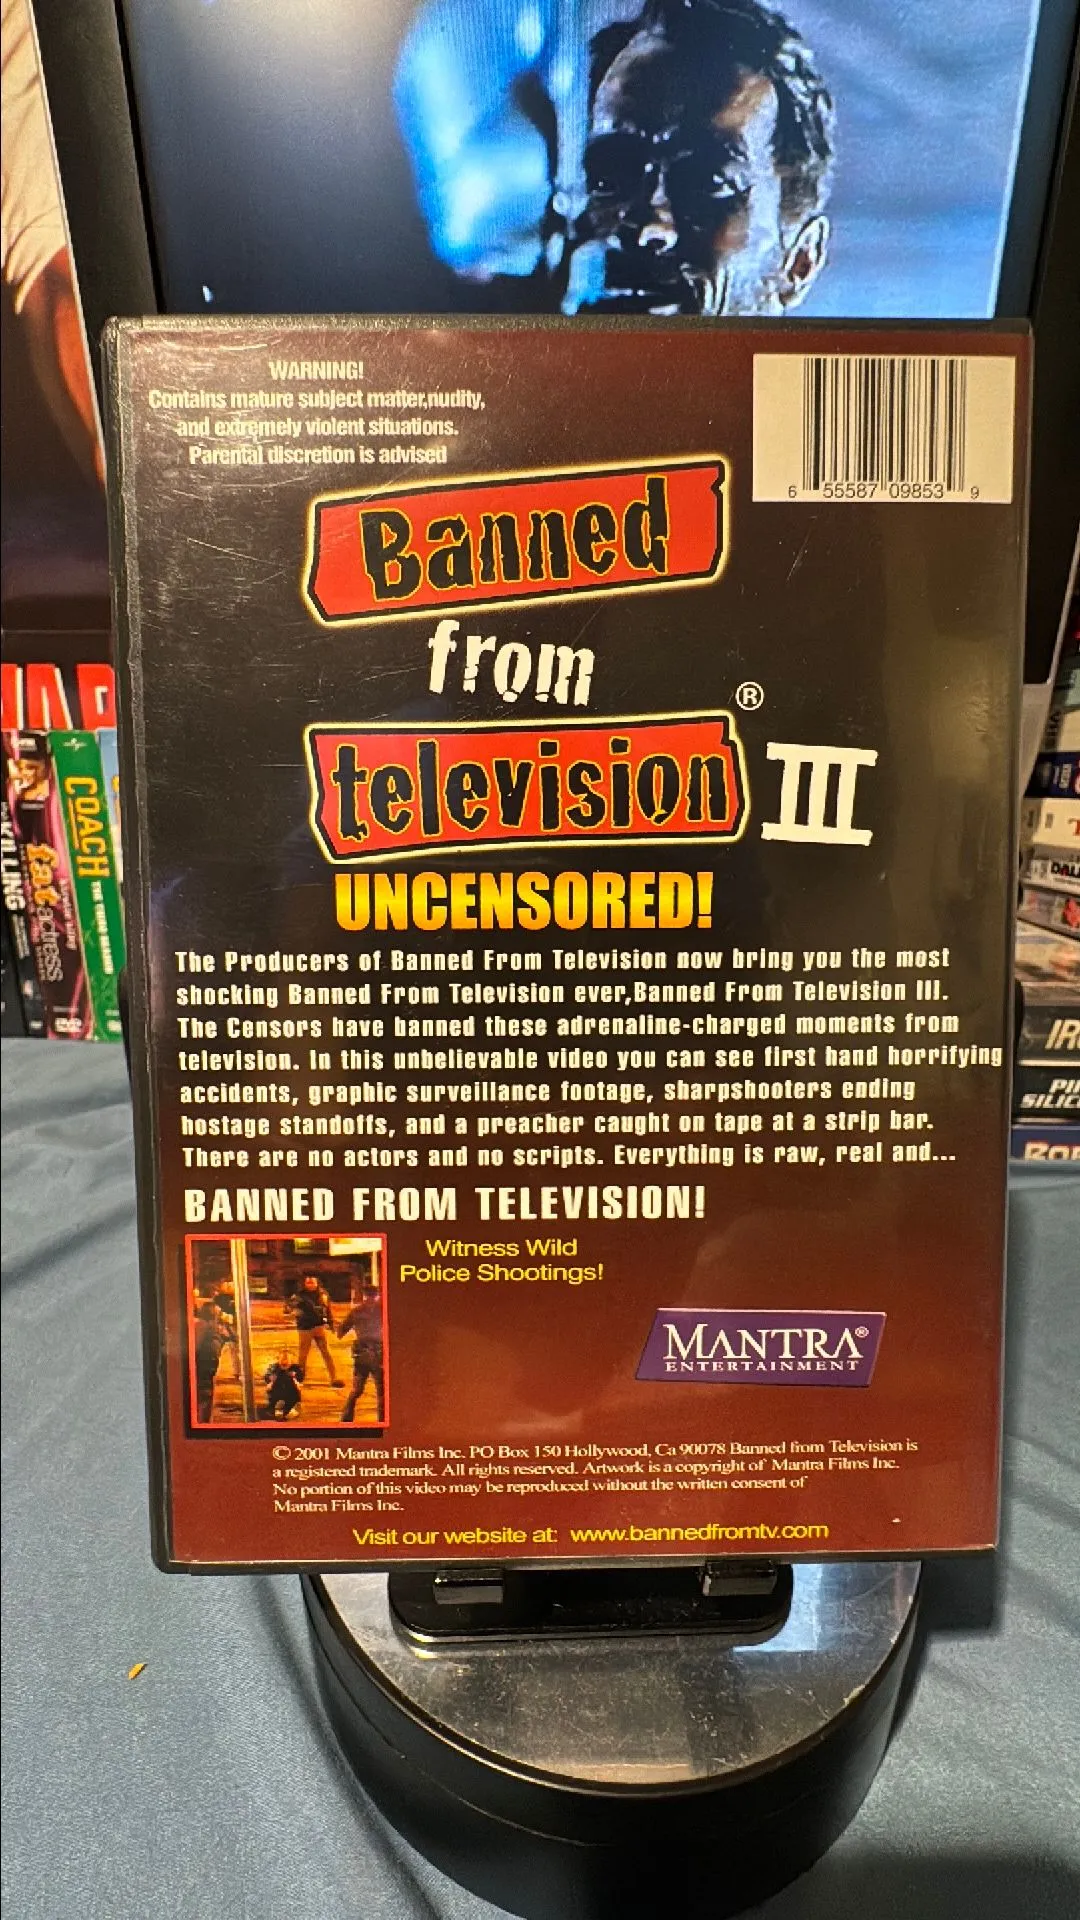 WARNING!
Contains mature subject matter,nudity,
and extremely violent situations.
Parental discretion is advised
6 55587 09853 9
Banned
from
television ® III
UNCENSORED!
The Producers of Banned From Television now bring you the most
shocking Banned From Television ever,Banned From Television III.
The Censors have banned these adrenaline-charged moments from
television. In this unbelievable video you can see first hand horrifying
accidents, graphic surveillance footage, sharpshooters ending
hostage standoffs, and a preacher caught on tape at a strip bar.
There are no actors and no scripts. Everything is raw, real and...
BANNED FROM TELEVISION!
Witness Wild
Police Shootings!
MANTRA®
ENTERTAINMENT
© 2001 Mantra Films Inc. PO Box 150 Hollywood, Ca 90078 Banned from Television is
a registered trademark. All rights reserved. Artwork is a copyright of Mantra Films Inc.
No portion of this video may be reproduced without the written consent of
Mantra Films Inc.
Visit our website at: www.bannedfromtv.com
KILLING
fat actress
COACH